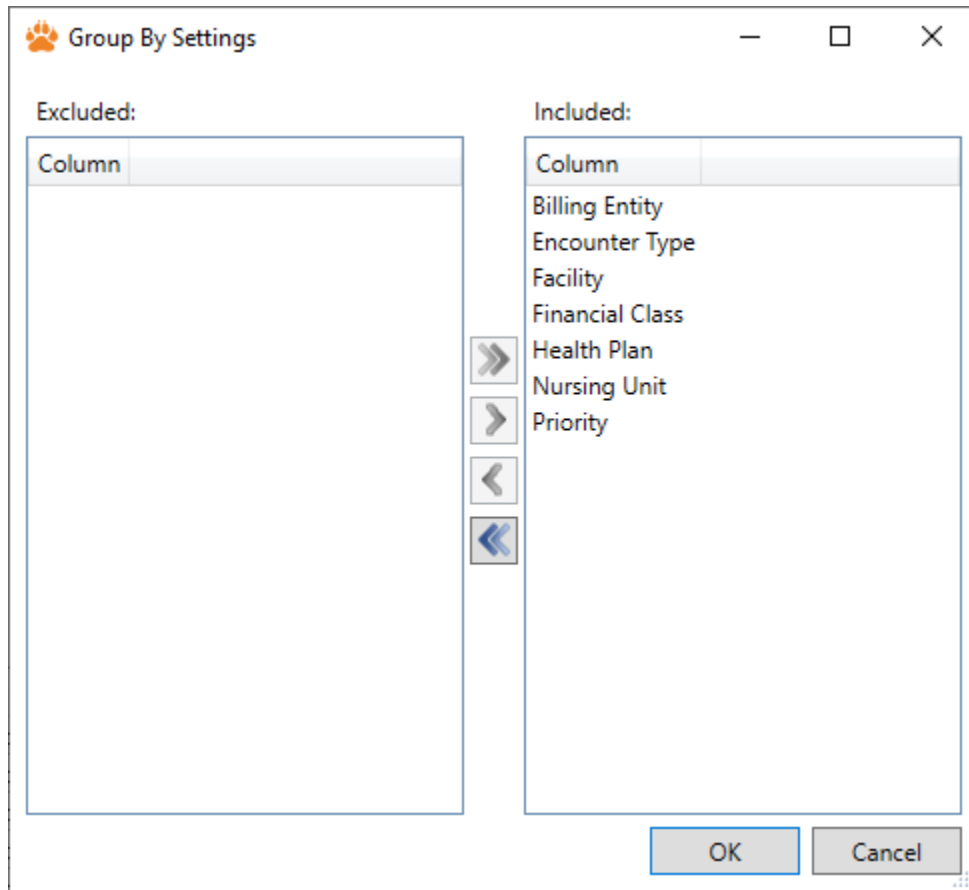 Group By Settings
Excluded:
Column
Included:
Column
Billing Entity
Encounter Type
Facility
Financial Class
Health Plan
Nursing Unit
Priority
OK
Cancel